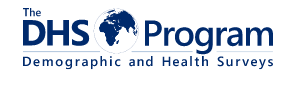 The
DHS Program
Demographic and Health Surveys